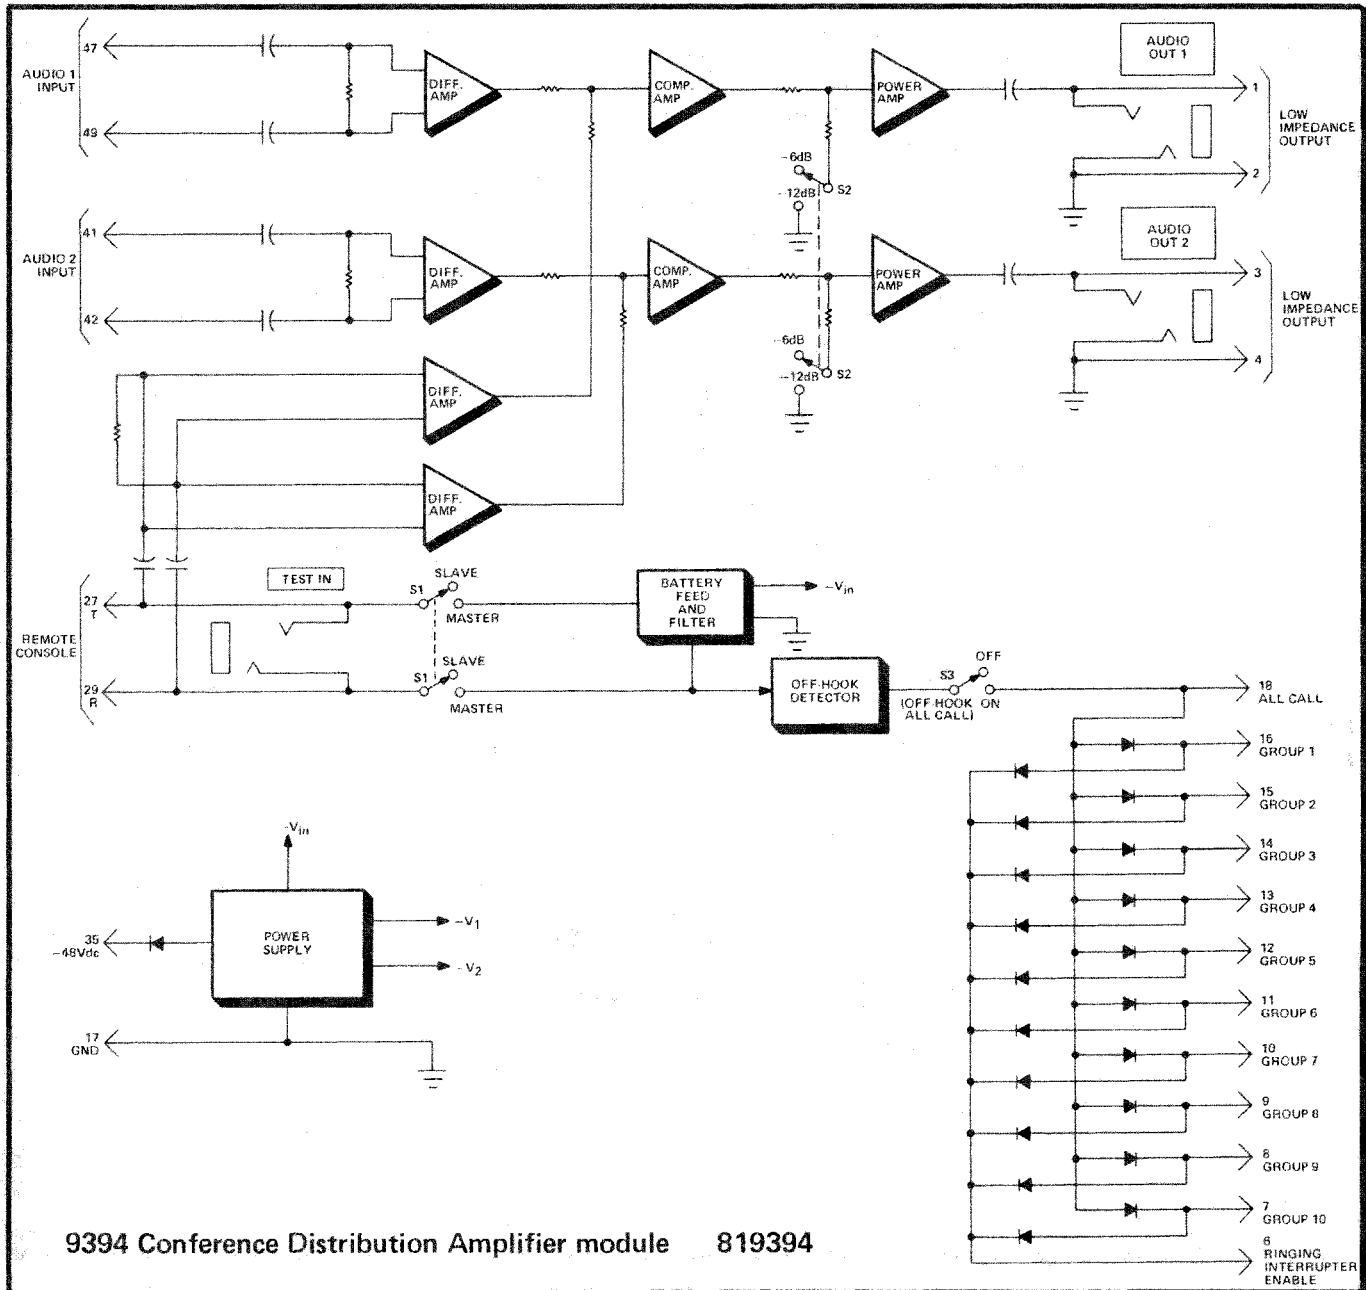 47
AUDIO 1
INPUT
49
DIFF.
AMP
COMP.
AMP
POWER
AMP
AUDIO
OUT 1
1
LOW
IMPEDANCE
OUTPUT
2
-6dB
-12dB
S2
41
AUDIO 2
INPUT
42
DIFF.
AMP
COMP.
AMP
POWER
AMP
AUDIO
OUT 2
3
LOW
IMPEDANCE
OUTPUT
4
-6dB
-12dB
S2
DIFF.
AMP
DIFF.
AMP
TEST IN
27
T
REMOTE
CONSOLE
29
R
S1
SLAVE
MASTER
S1
SLAVE
MASTER
BATTERY
FEED
AND
FILTER
-Vin
OFF-HOOK
DETECTOR
S3
OFF
(OFF-HOOK ON
ALL CALL)
18
ALL CALL
16
GROUP 1
15
GROUP 2
14
GROUP 3
13
GROUP 4
12
GROUP 5
11
GROUP 6
10
GROUP 7
9
GROUP 8
8
GROUP 9
7
GROUP 10
6
RINGING
INTERRUPTER
ENABLE
-Vin
35
-48Vdc
POWER
SUPPLY
-V1
-V2
17
GND
9394 Conference Distribution Amplifier module 819394